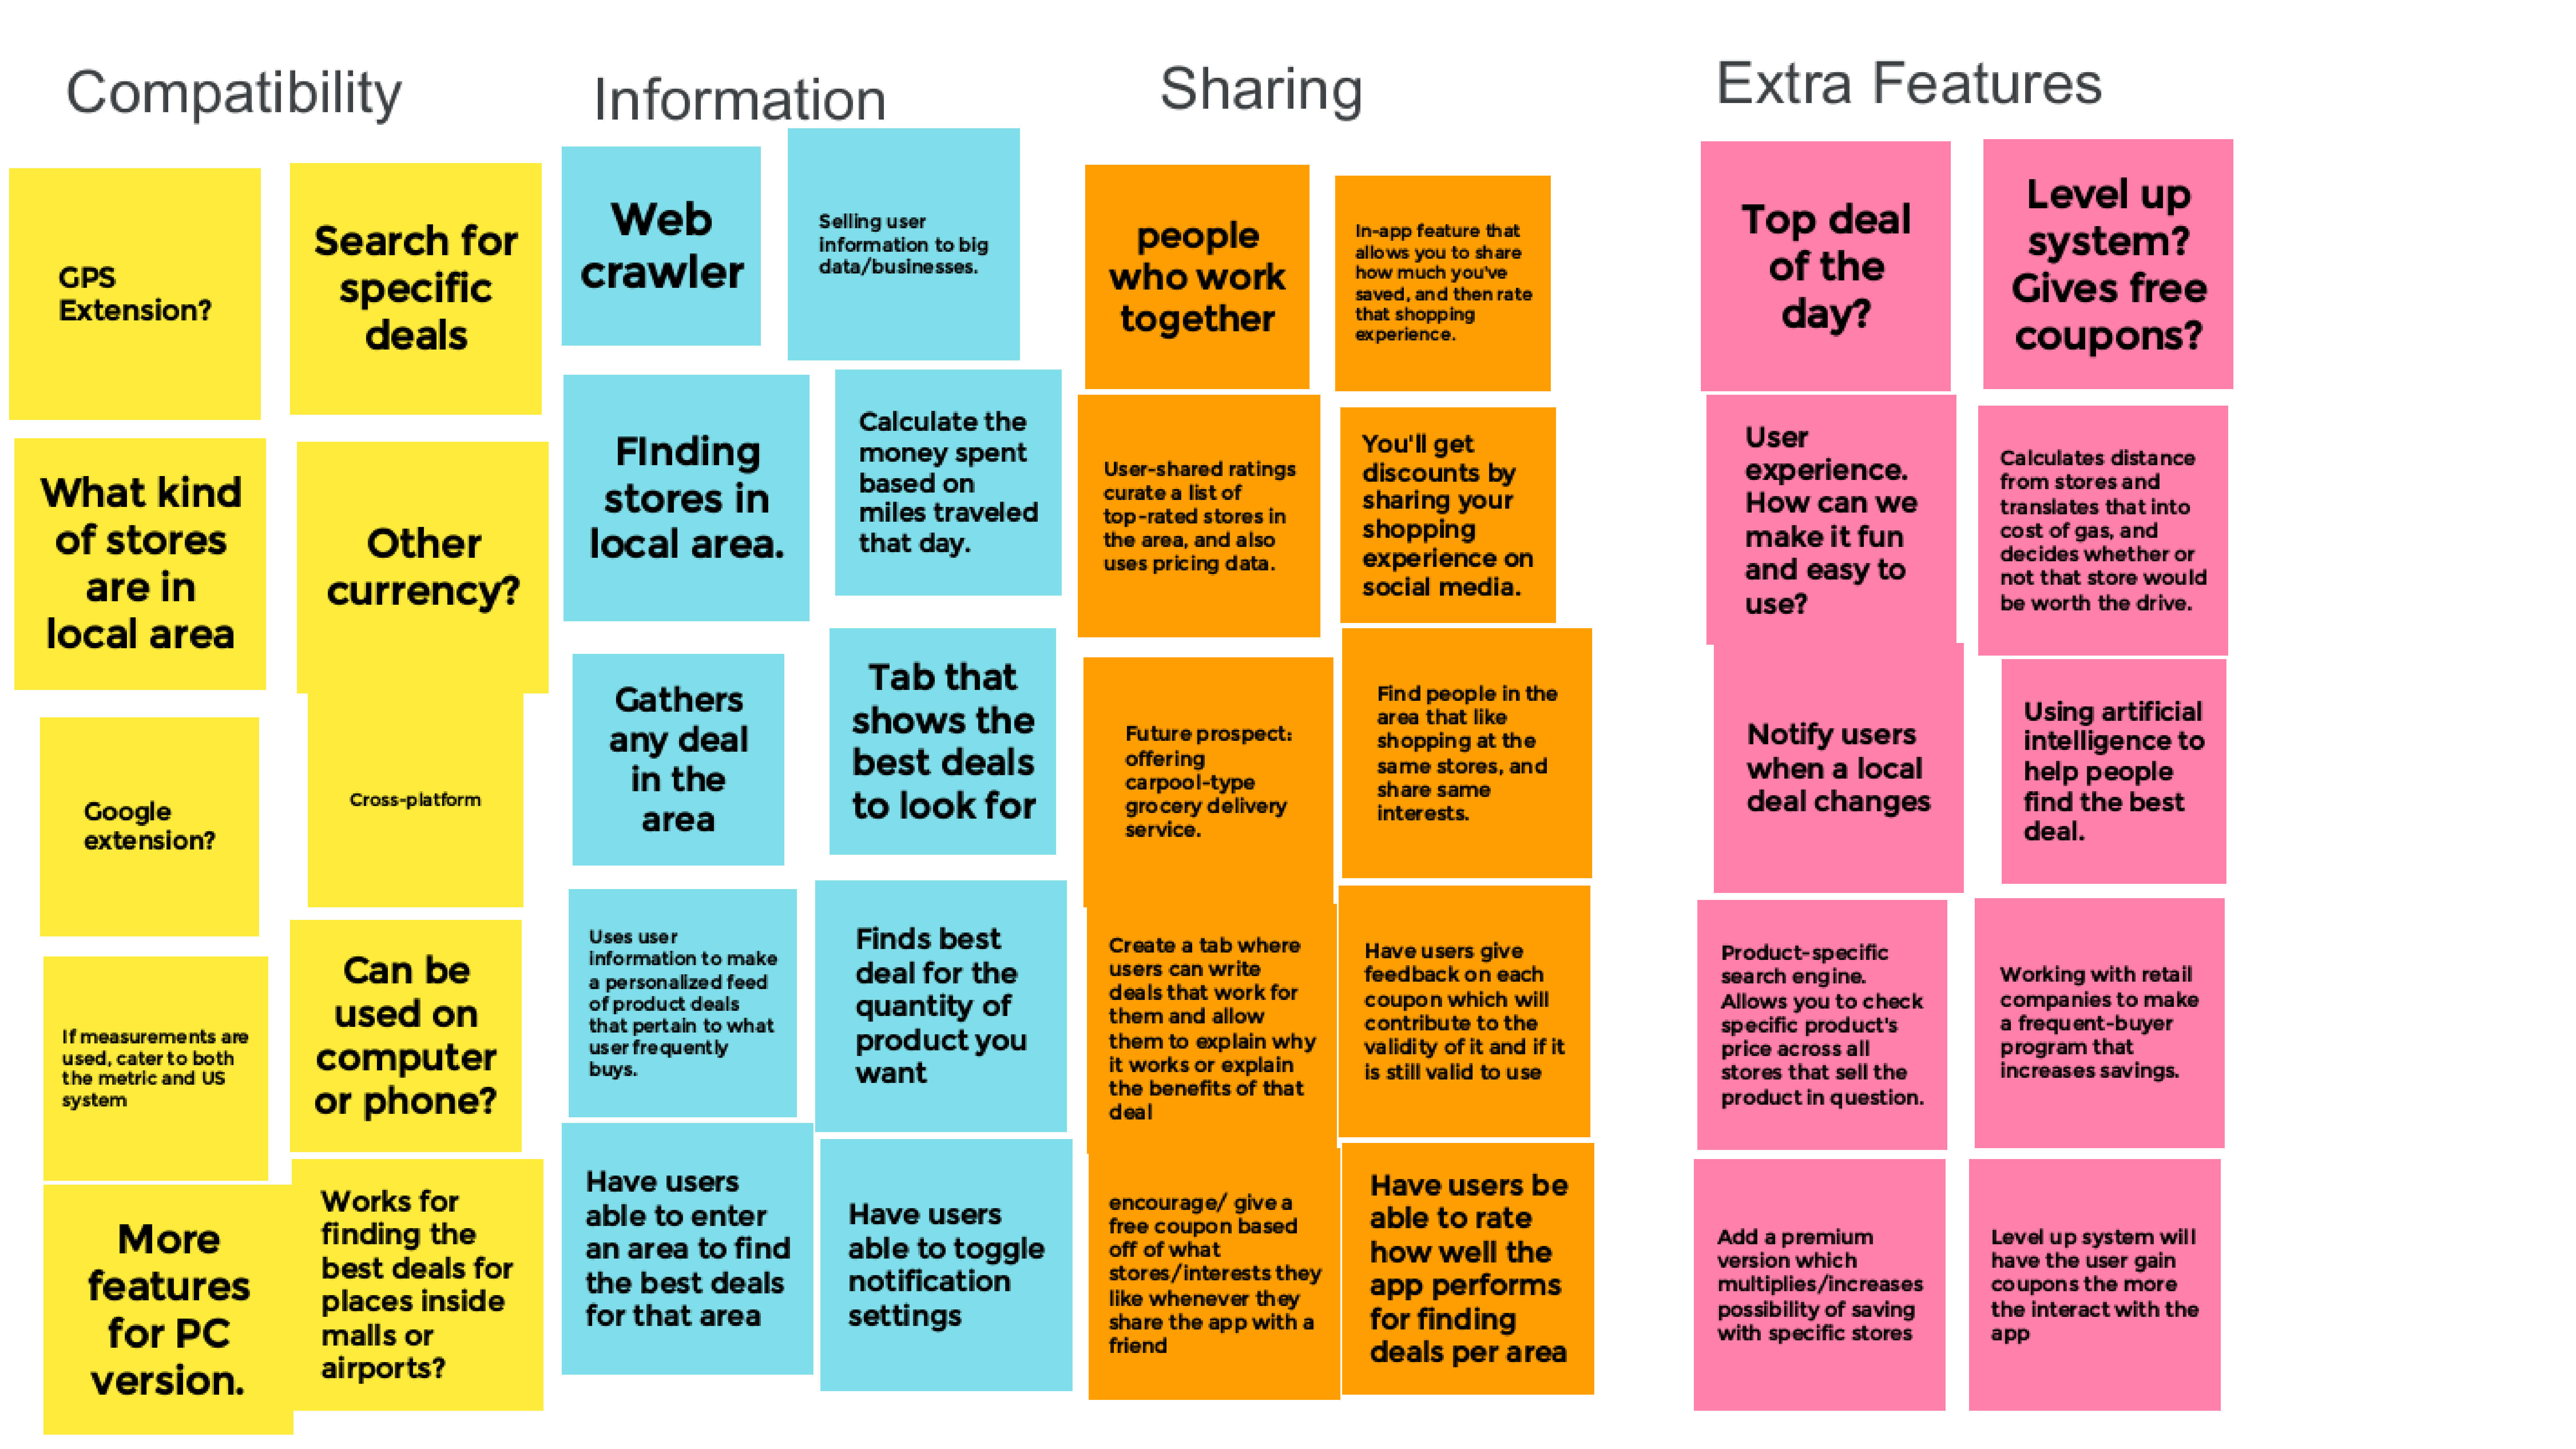 Compatibility
GPS
Extension?
Search for
specific
deals
What kind
of stores
are in
local area
Other
currency?
Google
extension?
Cross-platform
If measurements are
used, cater to both
the metric and US
system
Can be
used on
computer
or phone?
More
features
for PC
version.
Works for
finding the
best deals for
places inside
malls or
airports?
Information
Web
crawler
Selling user
information to big
data/businesses.
FInding
stores in
local area.
Calculate the
money spent
based on
miles traveled
that day.
Gathers
any deal
in the
area
Tab that
shows the
best deals
to look for
Uses user
information to make
a personalized feed
of product deals
that pertain to what
user frequently
buys.
Finds best
deal for the
quantity of
product you
want
Have users
able to enter
an area to find
the best deals
for that area
Have users
able to toggle
notification
settings
Sharing
people
who work
together
In-app feature that
allows you to share
how much you've
saved, and then rate
that shopping
experience.
User-shared ratings
curate a list of
top-rated stores in
the area, and also
uses pricing data.
You'll get
discounts by
sharing your
shopping
experience on
social media.
Future prospect:
offering
carpool-type
grocery delivery
service.
Find people in the
area that like
shopping at the
same stores, and
share same
interests.
Create a tab where
users can write
deals that work for
them and allow
them to explain why
it works or explain
the benefits of that
deal
Have users give
feedback on each
coupon which will
contribute to the
validity of it and if it
is still valid to use
encourage/ give a
free coupon based
off of what
stores/interests they
like whenever they
share the app with a
friend
Have users be
able to rate
how well the
app performs
for finding
deals per area
Extra Features
Top deal
of the
day?
Level up
system?
Gives free
coupons?
User
experience.
How can we
make it fun
and easy to
use?
Calculates distance
from stores and
translates that into
cost of gas, and
decides whether or
not that store would
be worth the drive.
Notify users
when a local
deal changes
Using artificial
intelligence to
help people
find the best
deal.
Product-specific
search engine.
Allows you to check
specific product's
price across all
stores that sell the
product in question.
Working with retail
companies to make
a frequent-buyer
program that
increases savings.
Add a premium
version which
multiplies/increases
possibility of saving
with specific stores
Level up system will
have the user gain
coupons the more
the interact with the
app